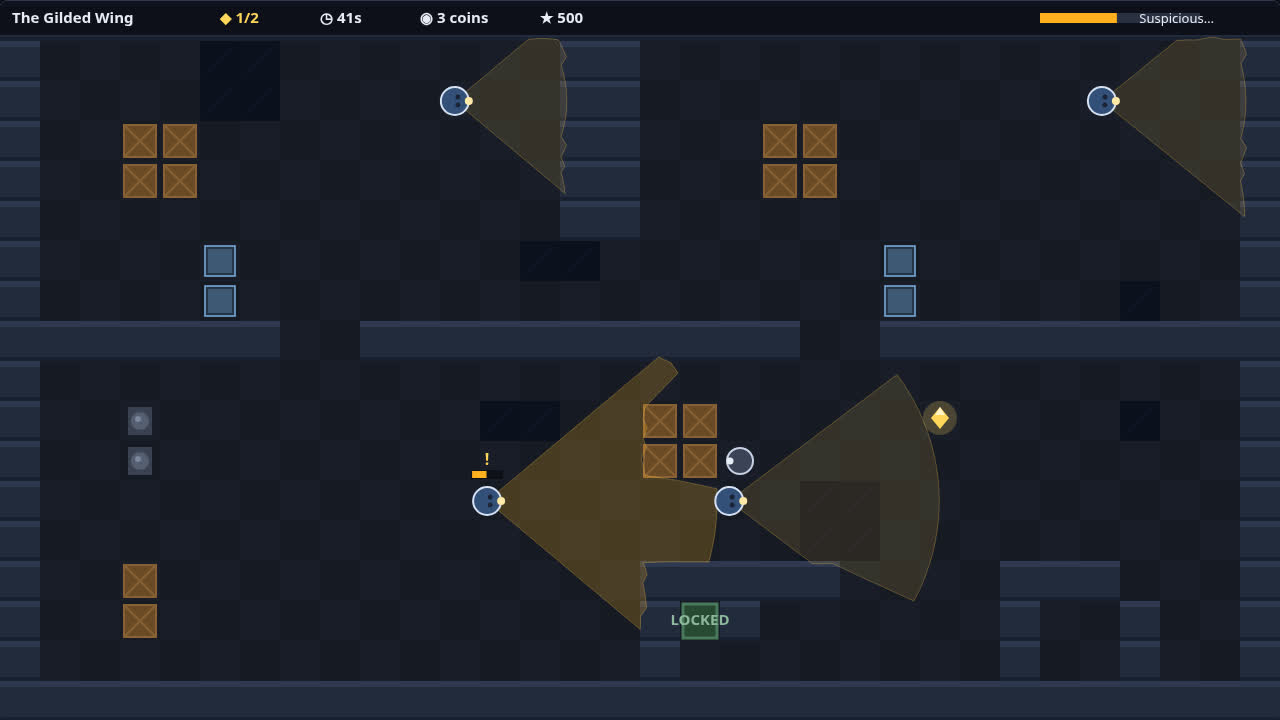 The Gilded Wing ◆ 1/2 ◷ 41s ◉ 3 coins ★ 500 Suspicious...
!
LOCKED